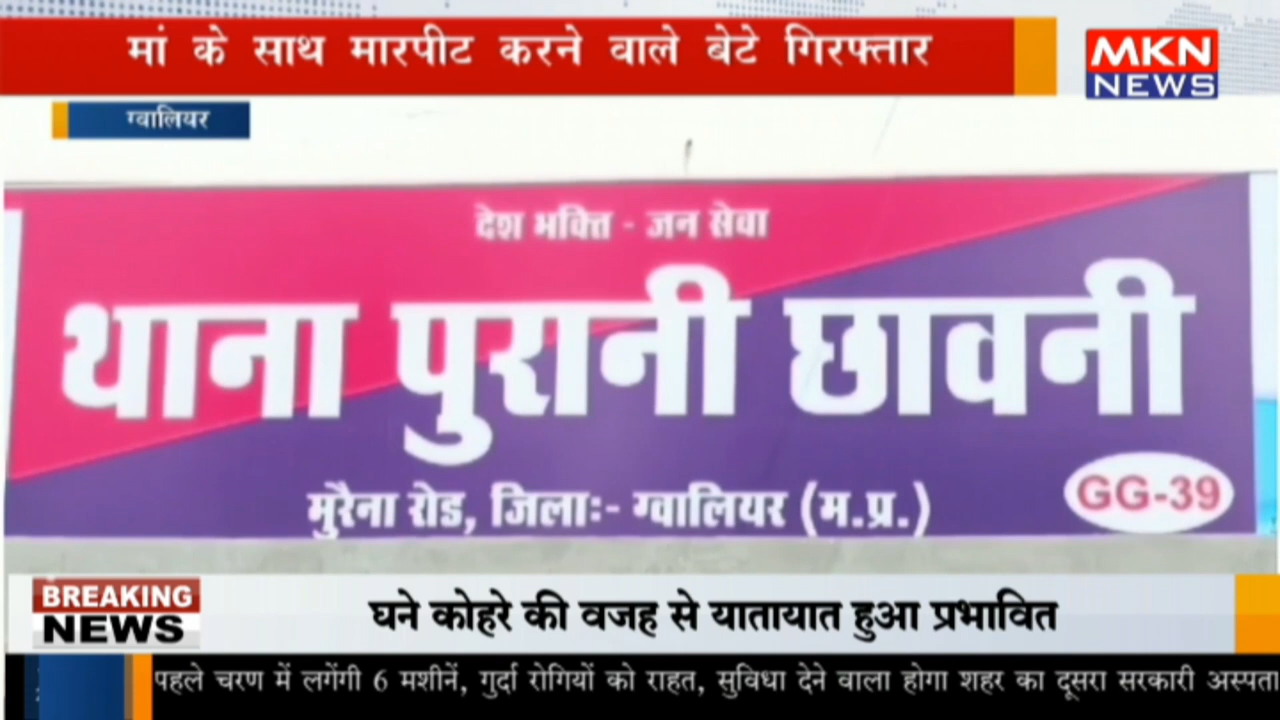 मां के साथ मारपीट करने वाले बेटे गिरफ्तार
MKN
NEWS
ग्वालियर
देश भक्ति - जन सेवा
थाना पुरानी छावनी
मुरैना रोड, जिलाः- ग्वालियर (म.प्र.)
GG-39
BREAKING
NEWS
घने कोहरे की वजह से यातायात हुआ प्रभावित
पहले चरण में लगेंगी 6 मशीनें, गुर्दा रोगियों को राहत, सुविधा देने वाला होगा शहर का दूसरा सरकारी